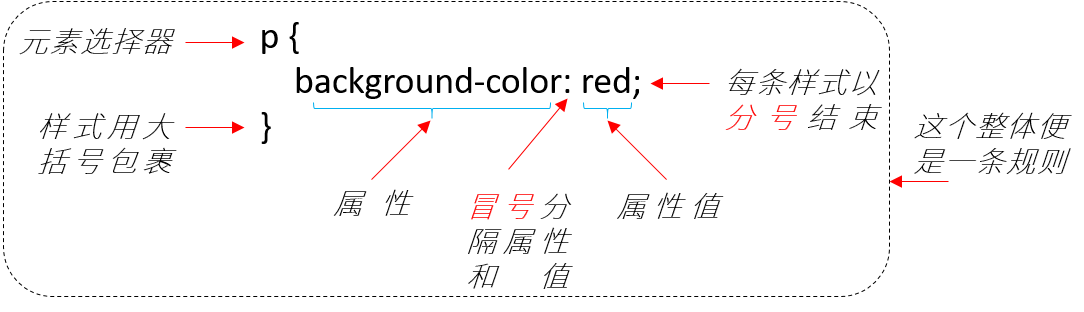 元素选择器
p {
background-color: red;
每条样式以
分号结束
样式用大
括号包裹
}
这个整体便
是一条规则
属性
冒号分
隔属性
和值
属性值